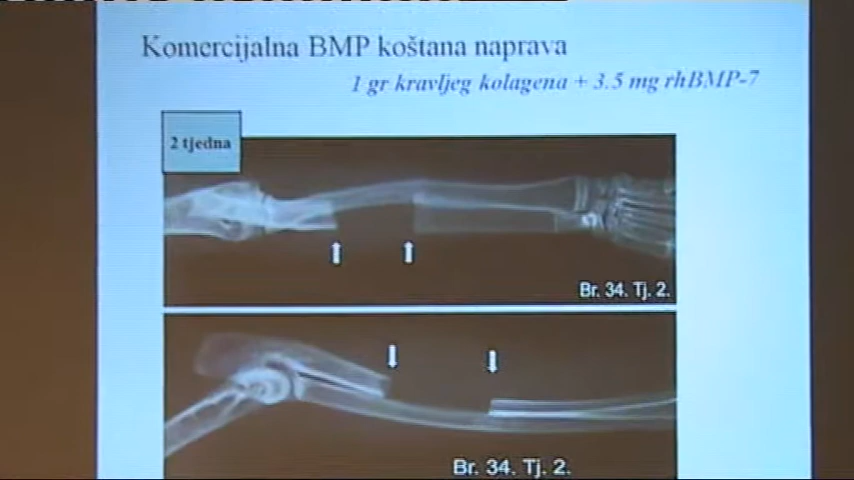 Komercijalna BMP koštana naprava
1 gr kravljeg kolagena + 3.5 mg rhBMP-7
2 tjedna
Br. 34. Tj. 2.
Br. 34. Tj. 2.